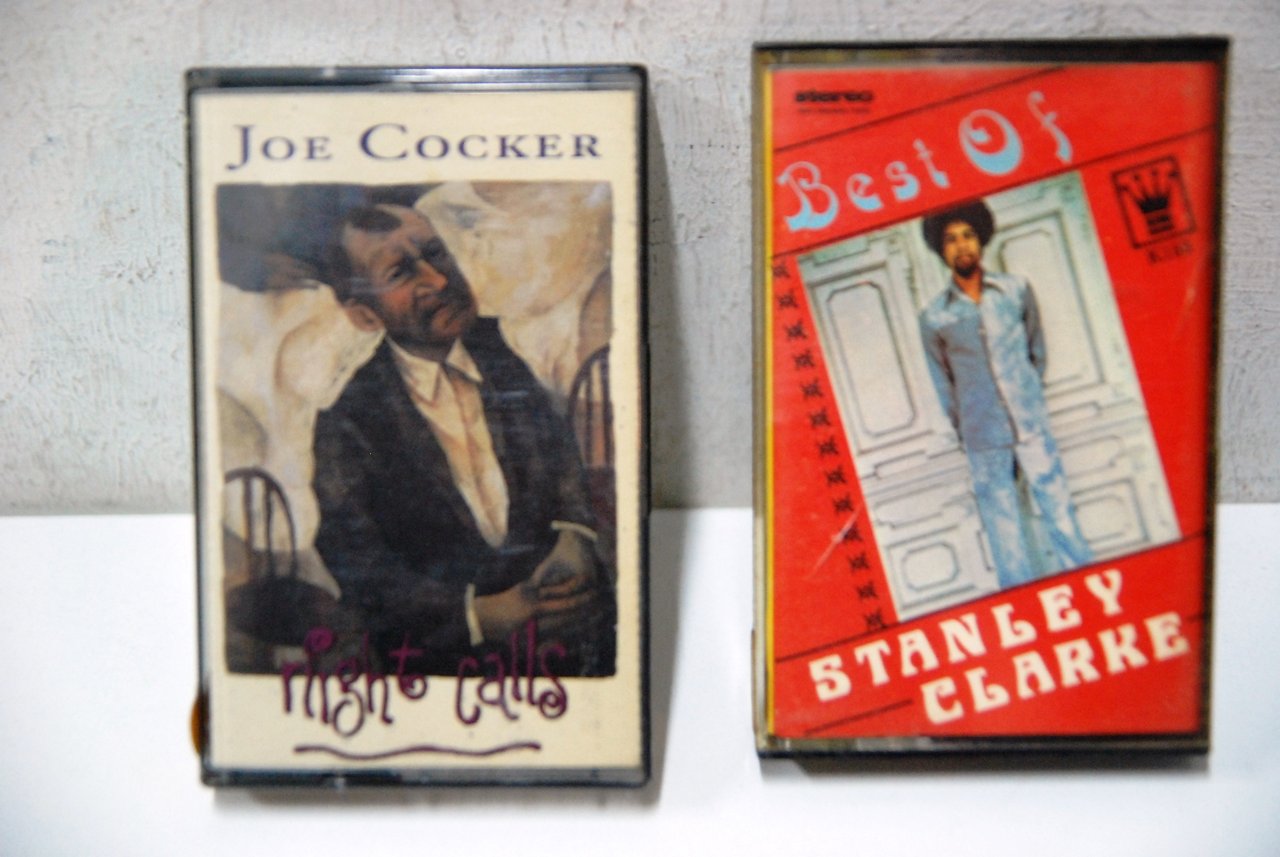 JOE COCKER
night calls
stereo
Best Of
STANLEY
CLARKE